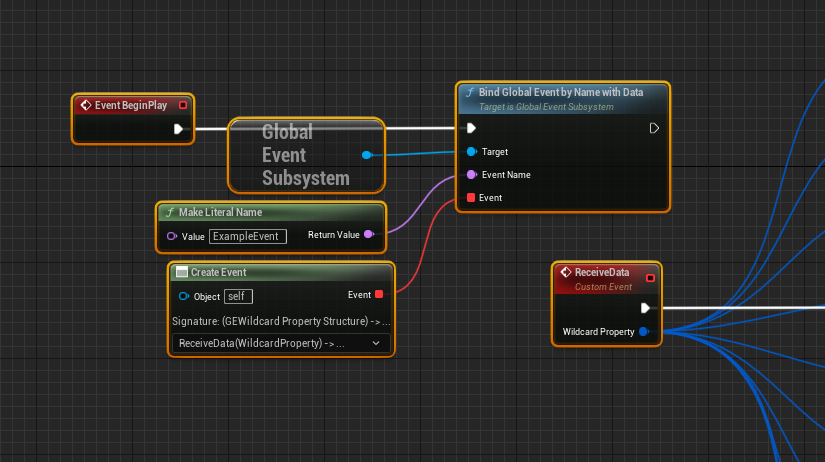 Event BeginPlay
Global
Event
Subsystem
Bind Global Event by Name with Data
Target is Global Event Subsystem
Target
Event Name
Event
Make Literal Name
Value ExampleEvent Return Value
Create Event
Object self Event
Signature: (GEWildcard Property Structure) -> ...
ReceiveData(WildcardProperty) -> ...
ReceiveData
Custom Event
Wildcard Property